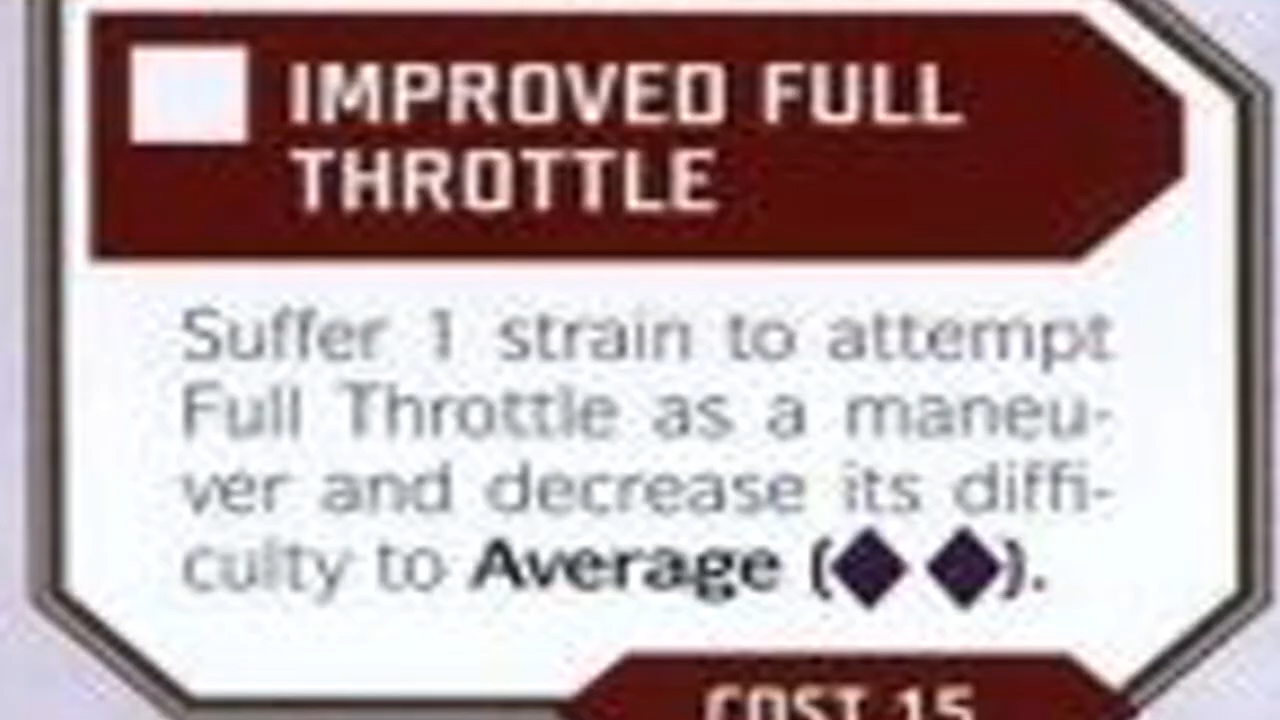 IMPROVED FULL
THROTTLE
Suffer 1 strain to attempt
Full Throttle as a maneu-
ver and decrease its diffi-
culty to Average (◆◆).
COST 15